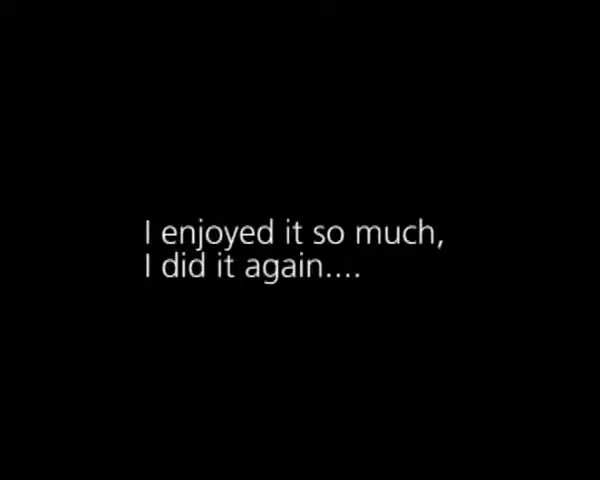 I enjoyed it so much,
I did it again....